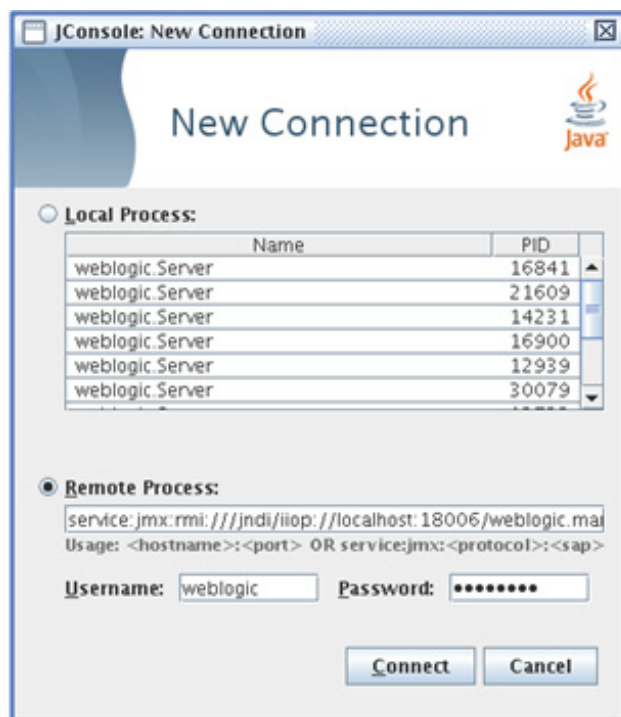 JConsole: New Connection
New Connection
Java
Local Process:
Name PID
weblogic.Server 16841
weblogic.Server 21609
weblogic.Server 14231
weblogic.Server 16900
weblogic.Server 12939
weblogic.Server 30079
Remote Process:
service:jmx:rmi:///jndi/iiop://localhost:18006/weblogic.mai
Usage: <hostname>:<port> OR service:jmx:<protocol>:<sap>
Username: weblogic Password: ••••••••
Connect Cancel